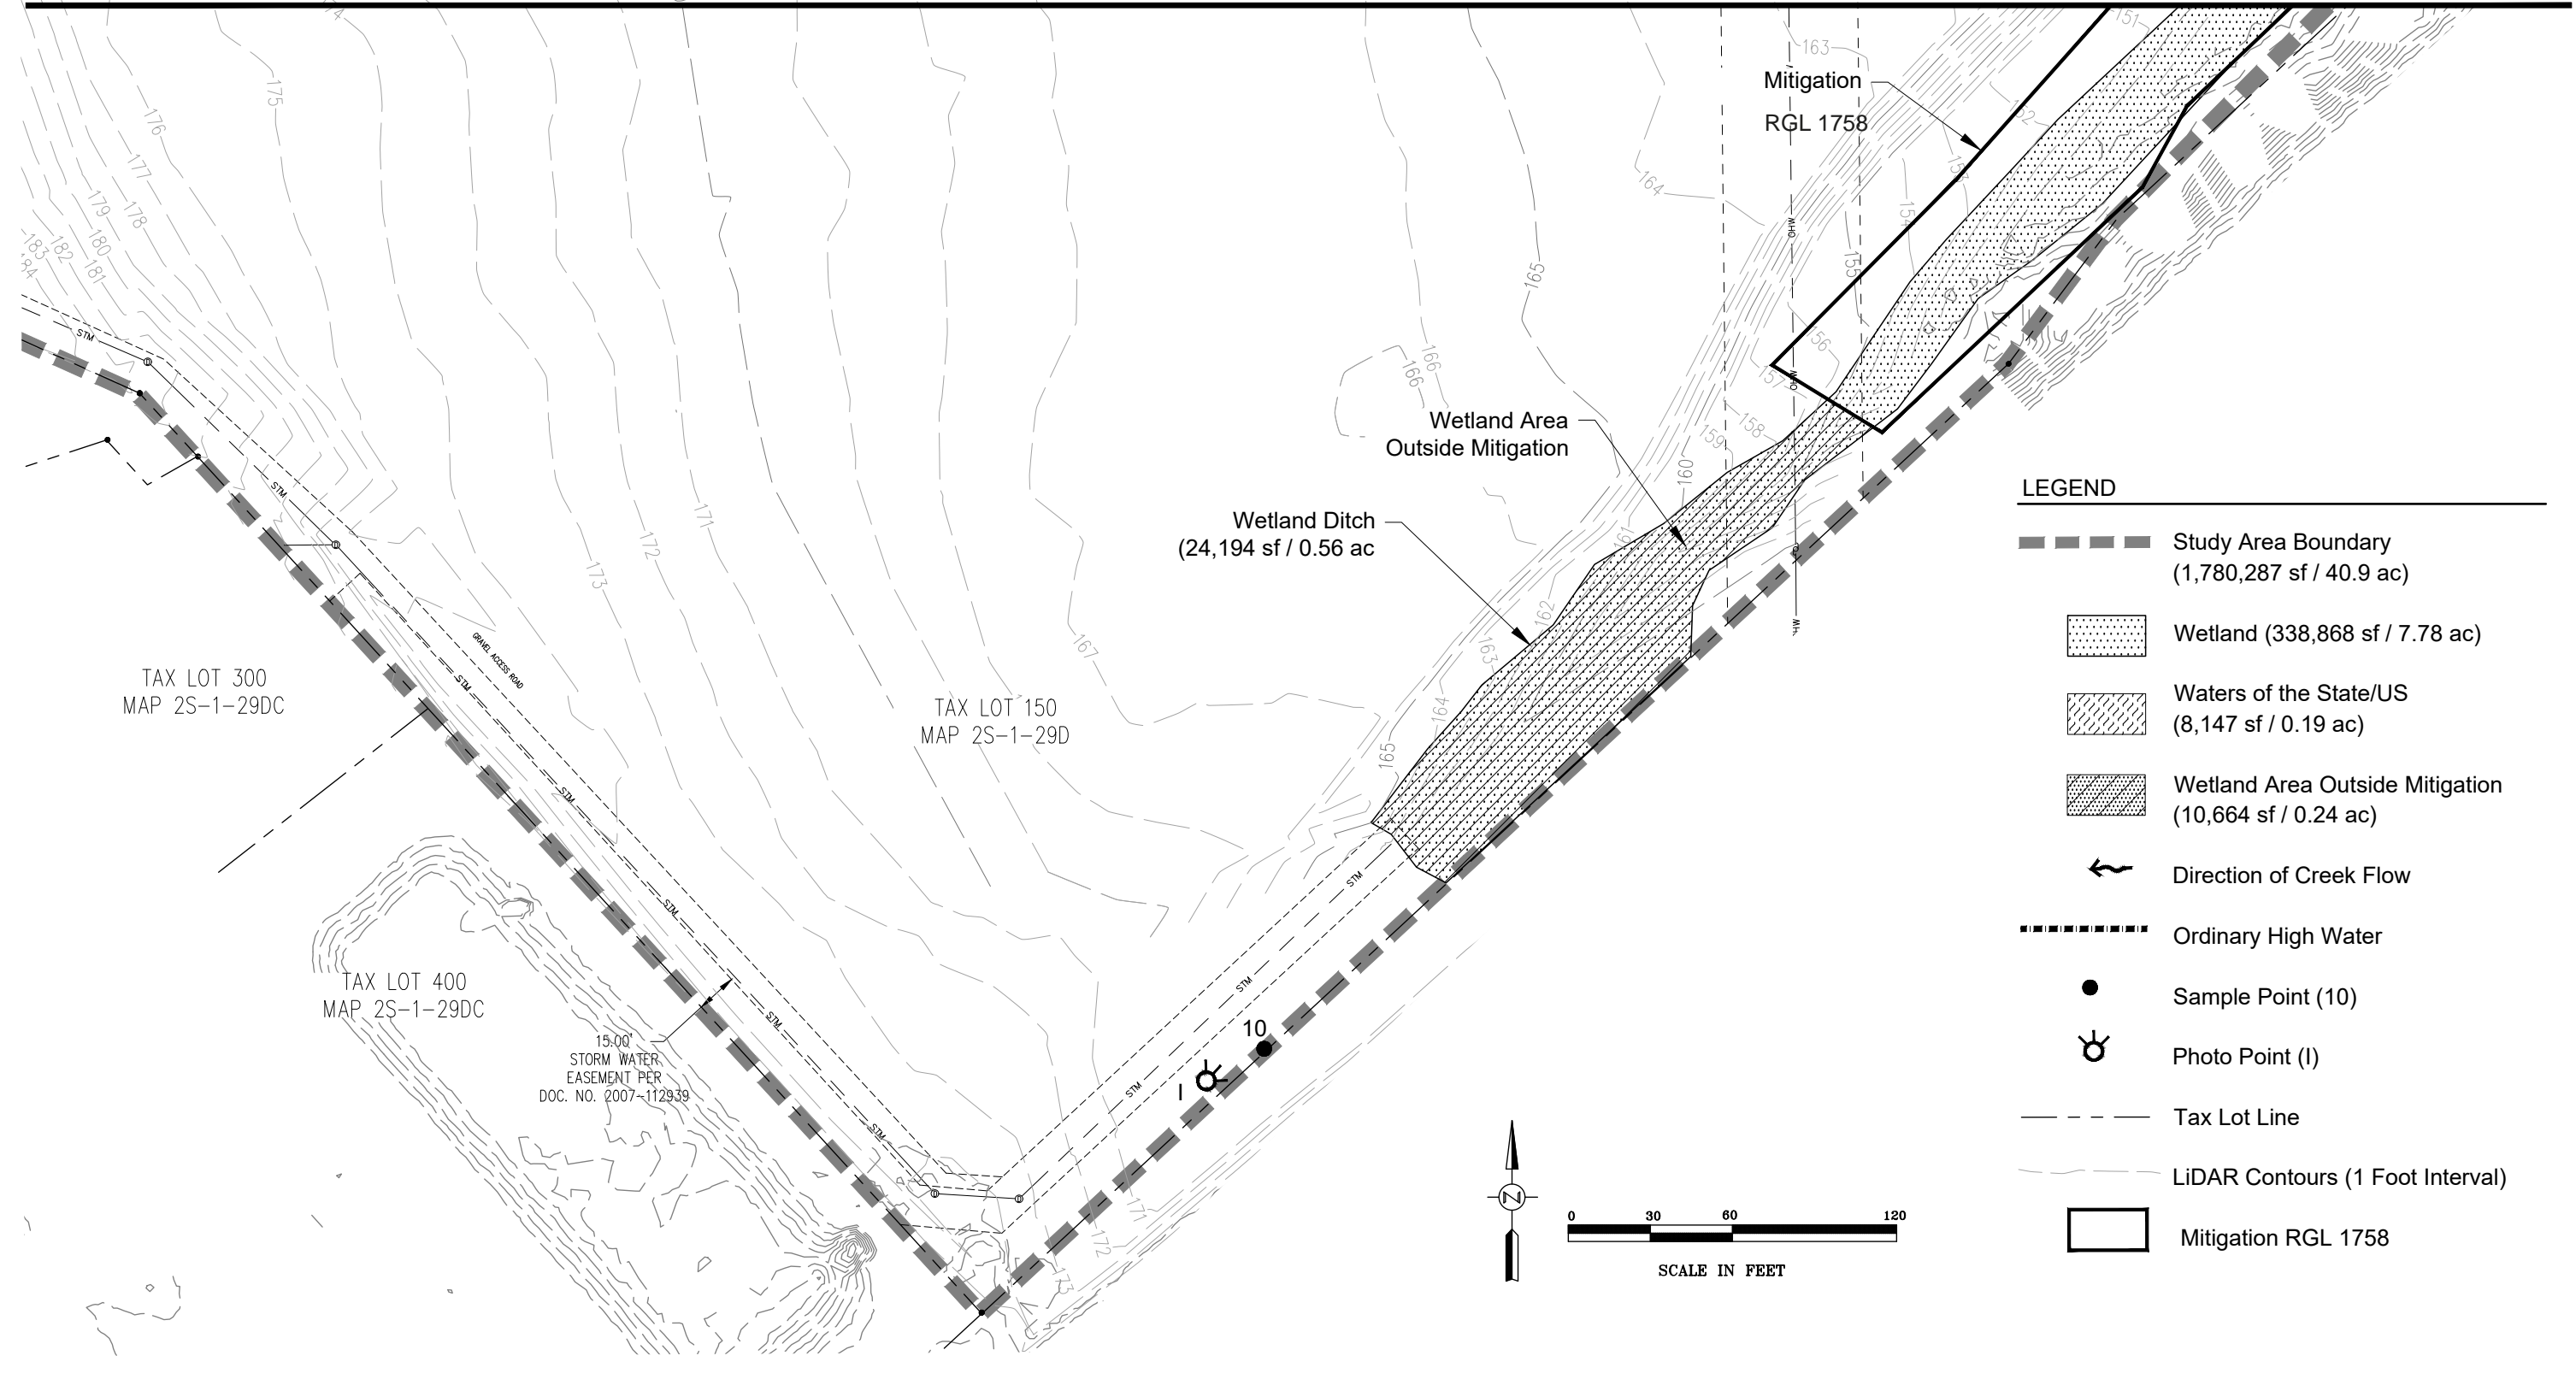 174
175
176
177
178
179
180
181
182
183
184
STM
STM
STM
STM
STM
STM
STM
STM
STM
STM
GRAVEL ACCESS ROAD
171
172
173
TAX LOT 300
MAP 2S-1-29DC
TAX LOT 400
MAP 2S-1-29DC
15.00'
STORM WATER
EASEMENT PER
DOC. NO. 2007-112939
TAX LOT 150
MAP 2S-1-29D
167
166
166
165
164
163
Mitigation
RGL 1758
OHW
OHW
151
152
153
154
155
156
157
158
159
160
161
162
163
164
165
Wetland Area
Outside Mitigation
Wetland Ditch
(24,194 sf / 0.56 ac
10
I
171
172
173
N
0 30 60 120
SCALE IN FEET
LEGEND
Study Area Boundary
(1,780,287 sf / 40.9 ac)
Wetland (338,868 sf / 7.78 ac)
Waters of the State/US
(8,147 sf / 0.19 ac)
Wetland Area Outside Mitigation
(10,664 sf / 0.24 ac)
Direction of Creek Flow
Ordinary High Water
Sample Point (10)
Photo Point (I)
Tax Lot Line
LiDAR Contours (1 Foot Interval)
Mitigation RGL 1758